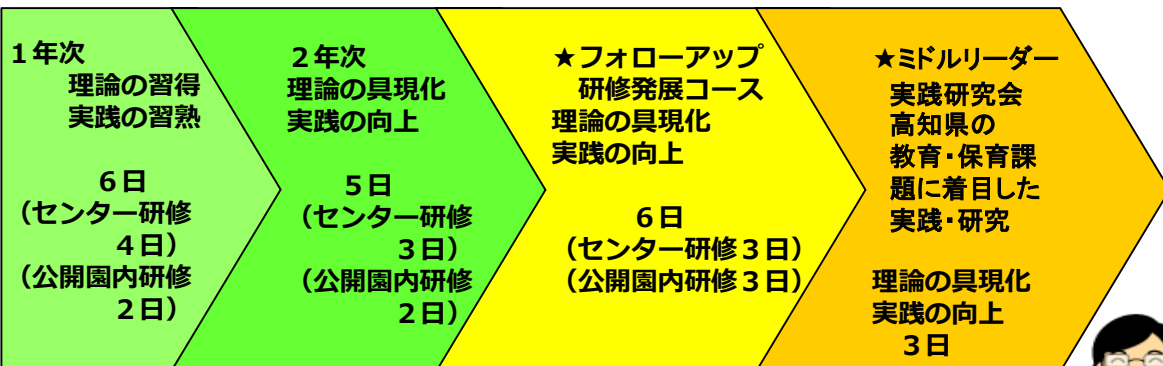 １年次
理論の習得
実践の習熟
６日
（センター研修
４日）
（公開園内研修
２日）
２年次
理論の具現化
実践の向上
５日
（センター研修
３日）
（公開園内研修
２日）
★フォローアップ
研修発展コース
理論の具現化
実践の向上
６日
（センター研修３日）
（公開園内研修３日）
★ミドルリーダー
実践研究会
高知県の
教育・保育課
題に着目した
実践・研究
理論の具現化
実践の向上
３日